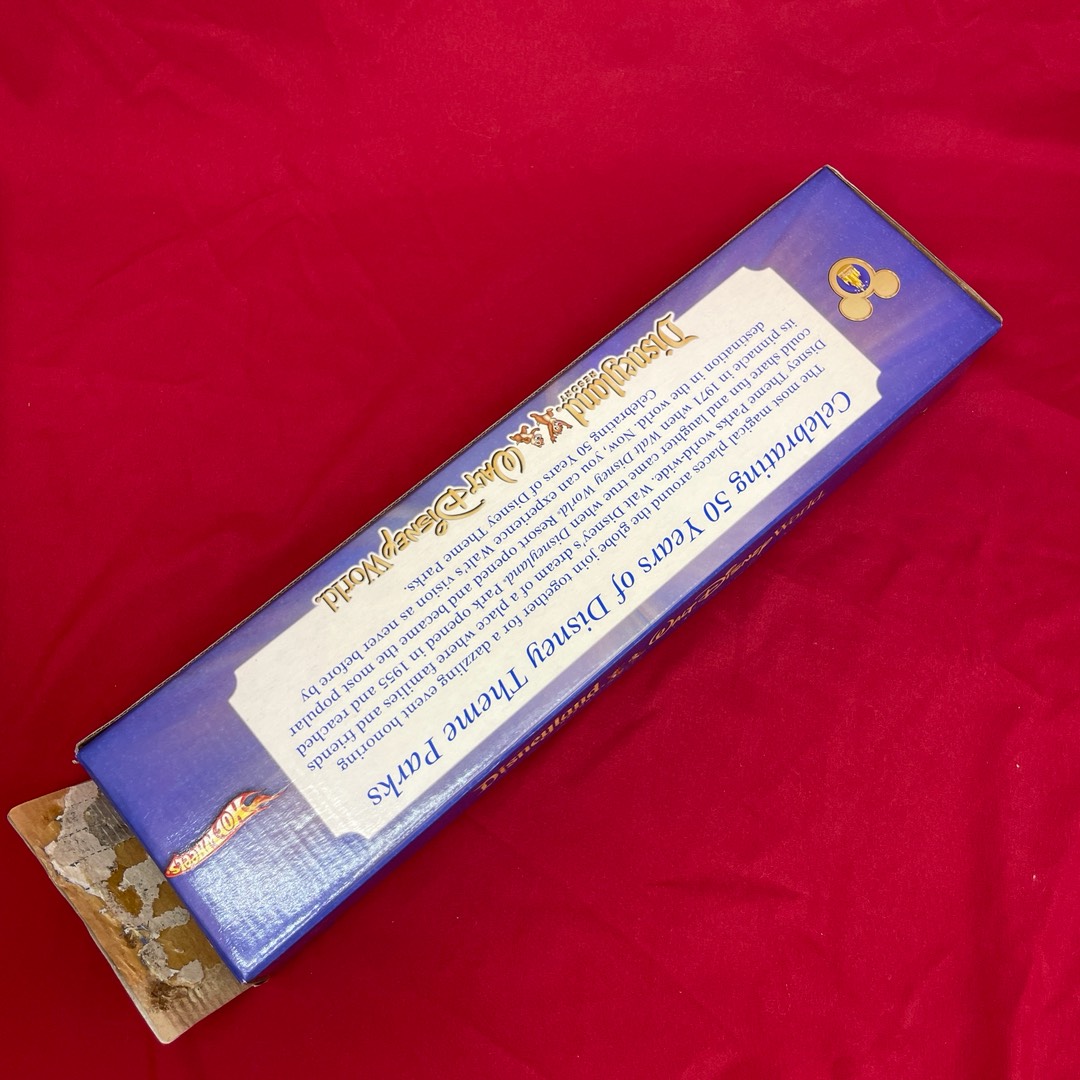 Celebrating 50 Years of Disney Theme Parks
The most magical places around the globe join together for a dazzling event honoring
Disney Theme Parks world-wide. Walt Disney's dream of a place where families and friends
could share fun and laughter came true when Disneyland® Park opened in 1955 and reached
its pinnacle in 1971 when Walt Disney World® Resort opened and became the most popular
destination in the world. Now, you can experience Walt's vision as never before by
Celebrating 50 Years of Disney Theme Parks.
Disneyland
RESORT
Walt Disney World
HOT WHEELS
Disneyland
Walt Disney World